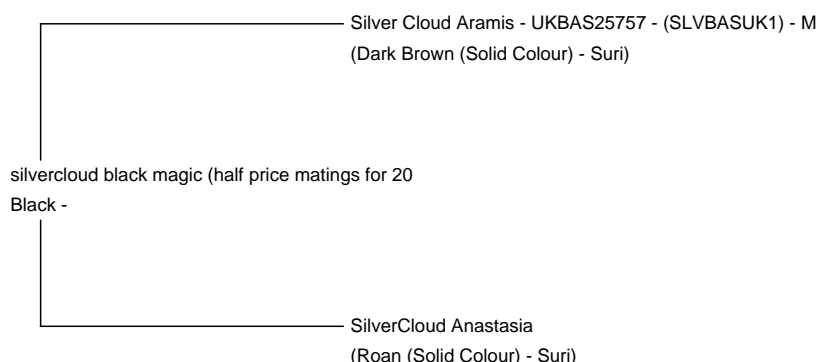 Silver Cloud Aramis - UKBAS25757 - (SLVBASUK1) - M
(Dark Brown (Solid Colour) - Suri)
silvercloud black magic (half price matings for 20
Black -
SilverCloud Anastasia
(Roan (Solid Colour) - Suri)